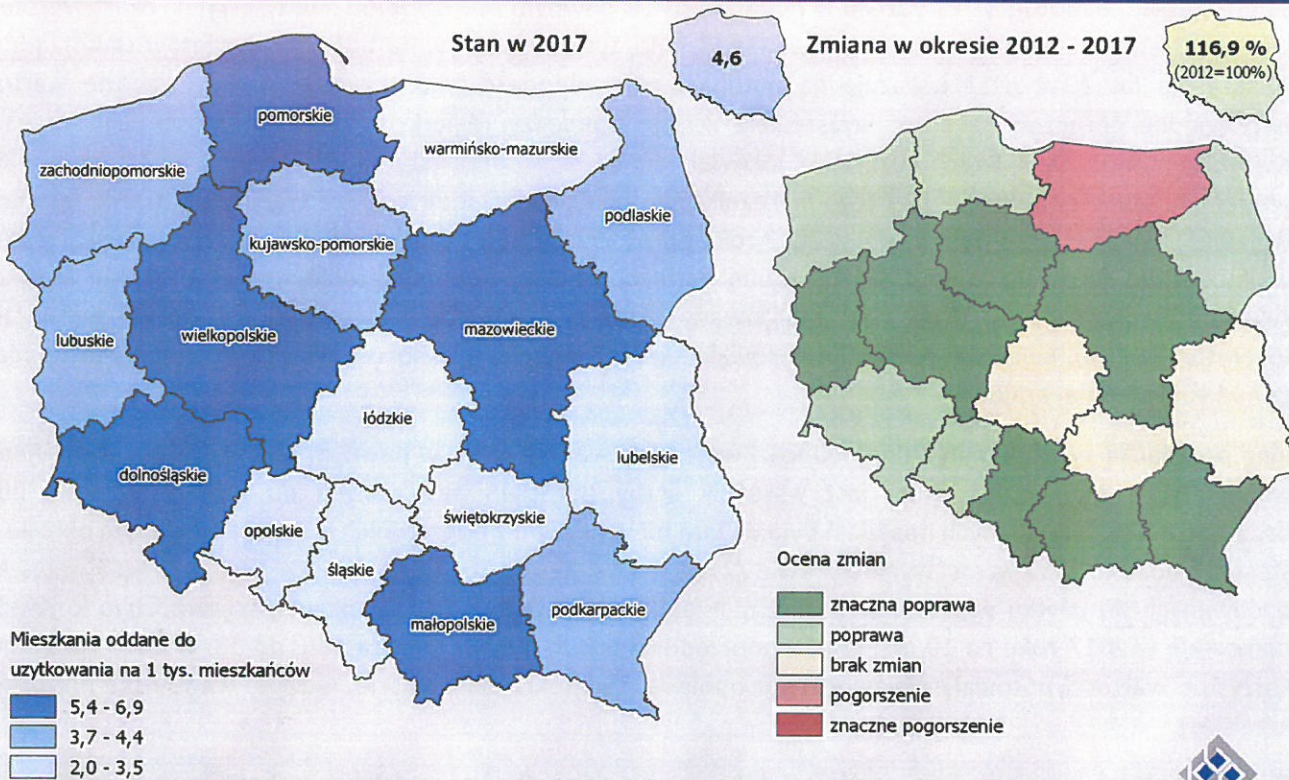 Stan w 2017
4,6
Zmiana w okresie 2012 - 2017
116,9 %
(2012=100%)
pomorskie
warmińsko-mazurskie
zachodniopomorskie
podlaskie
kujawsko-pomorskie
lubuskie
wielkopolskie
mazowieckie
łódzkie
lubelskie
dolnośląskie
opolskie
świętokrzyskie
śląskie
podkarpackie
małopolskie
Mieszkania oddane do
uzytkowania na 1 tys. mieszkańców
5,4 - 6,9
3,7 - 4,4
2,0 - 3,5
Ocena zmian
znaczna poprawa
poprawa
brak zmian
pogorszenie
znaczne pogorszenie